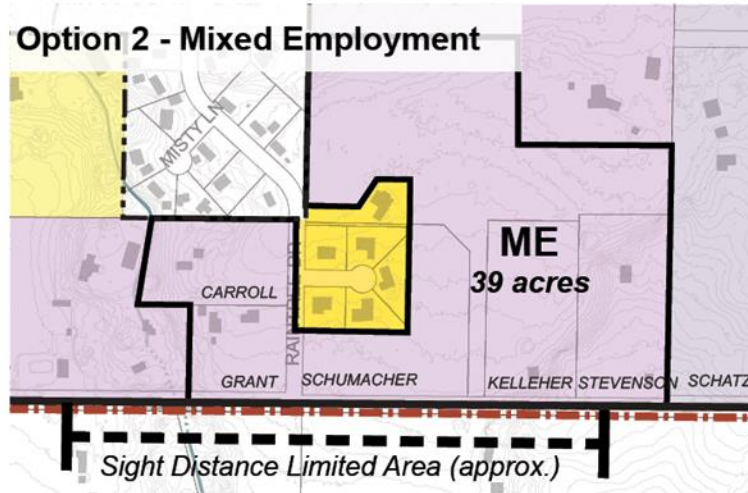 Option 2 - Mixed Employment
MISTY LN
ME
39 acres
CARROLL
GRANT
SCHUMACHER
KELLEHER
STEVENSON
SCHATZ
Sight Distance Limited Area (approx.)